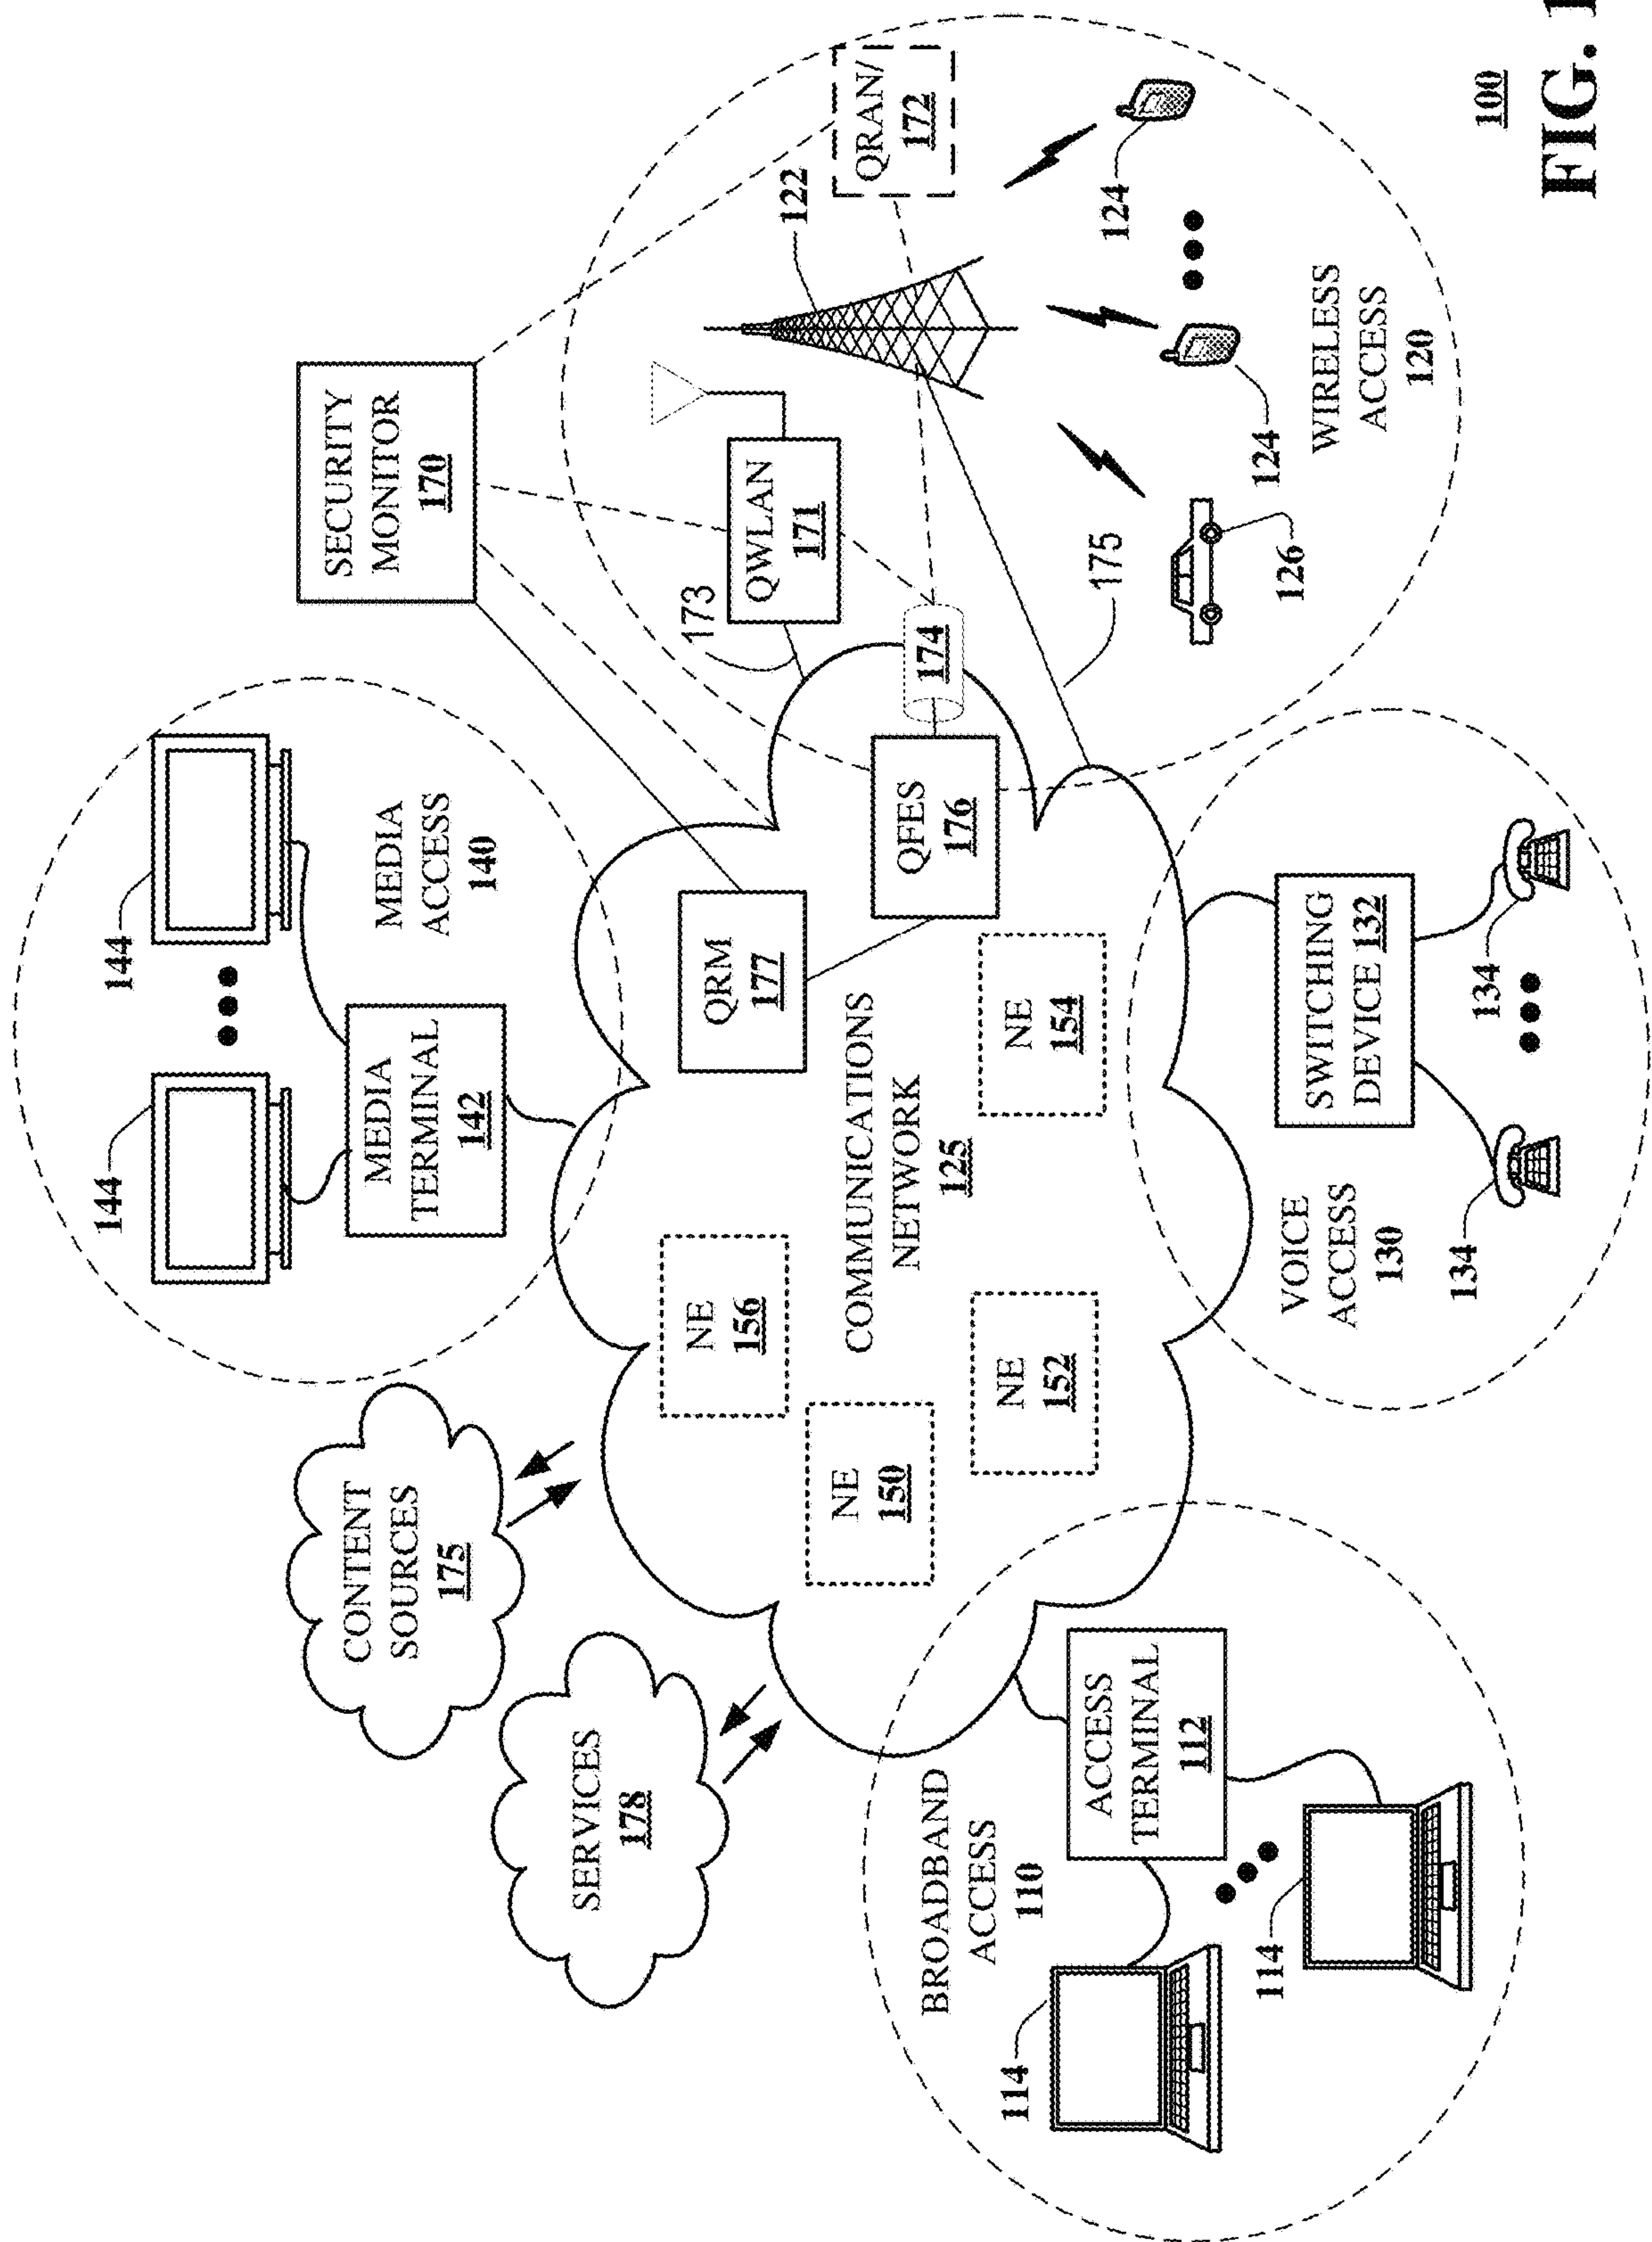 144
144
MEDIA
TERMINAL
142
MEDIA
ACCESS
140
SECURITY
MONITOR
170
CONTENT
SOURCES
175
SERVICES
178
173
QWLAN
171
122
QRAN/
172
NE
156
QRM
177
NE
150
COMMUNICATIONS
NETWORK
125
QFES
176
174
NE
152
NE
154
175
124
124
126
WIRELESS
ACCESS
120
BROADBAND
ACCESS
110
ACCESS
TERMINAL
112
114
114
VOICE
ACCESS
130
SWITCHING
DEVICE 132
134
134
100
FIG. 1